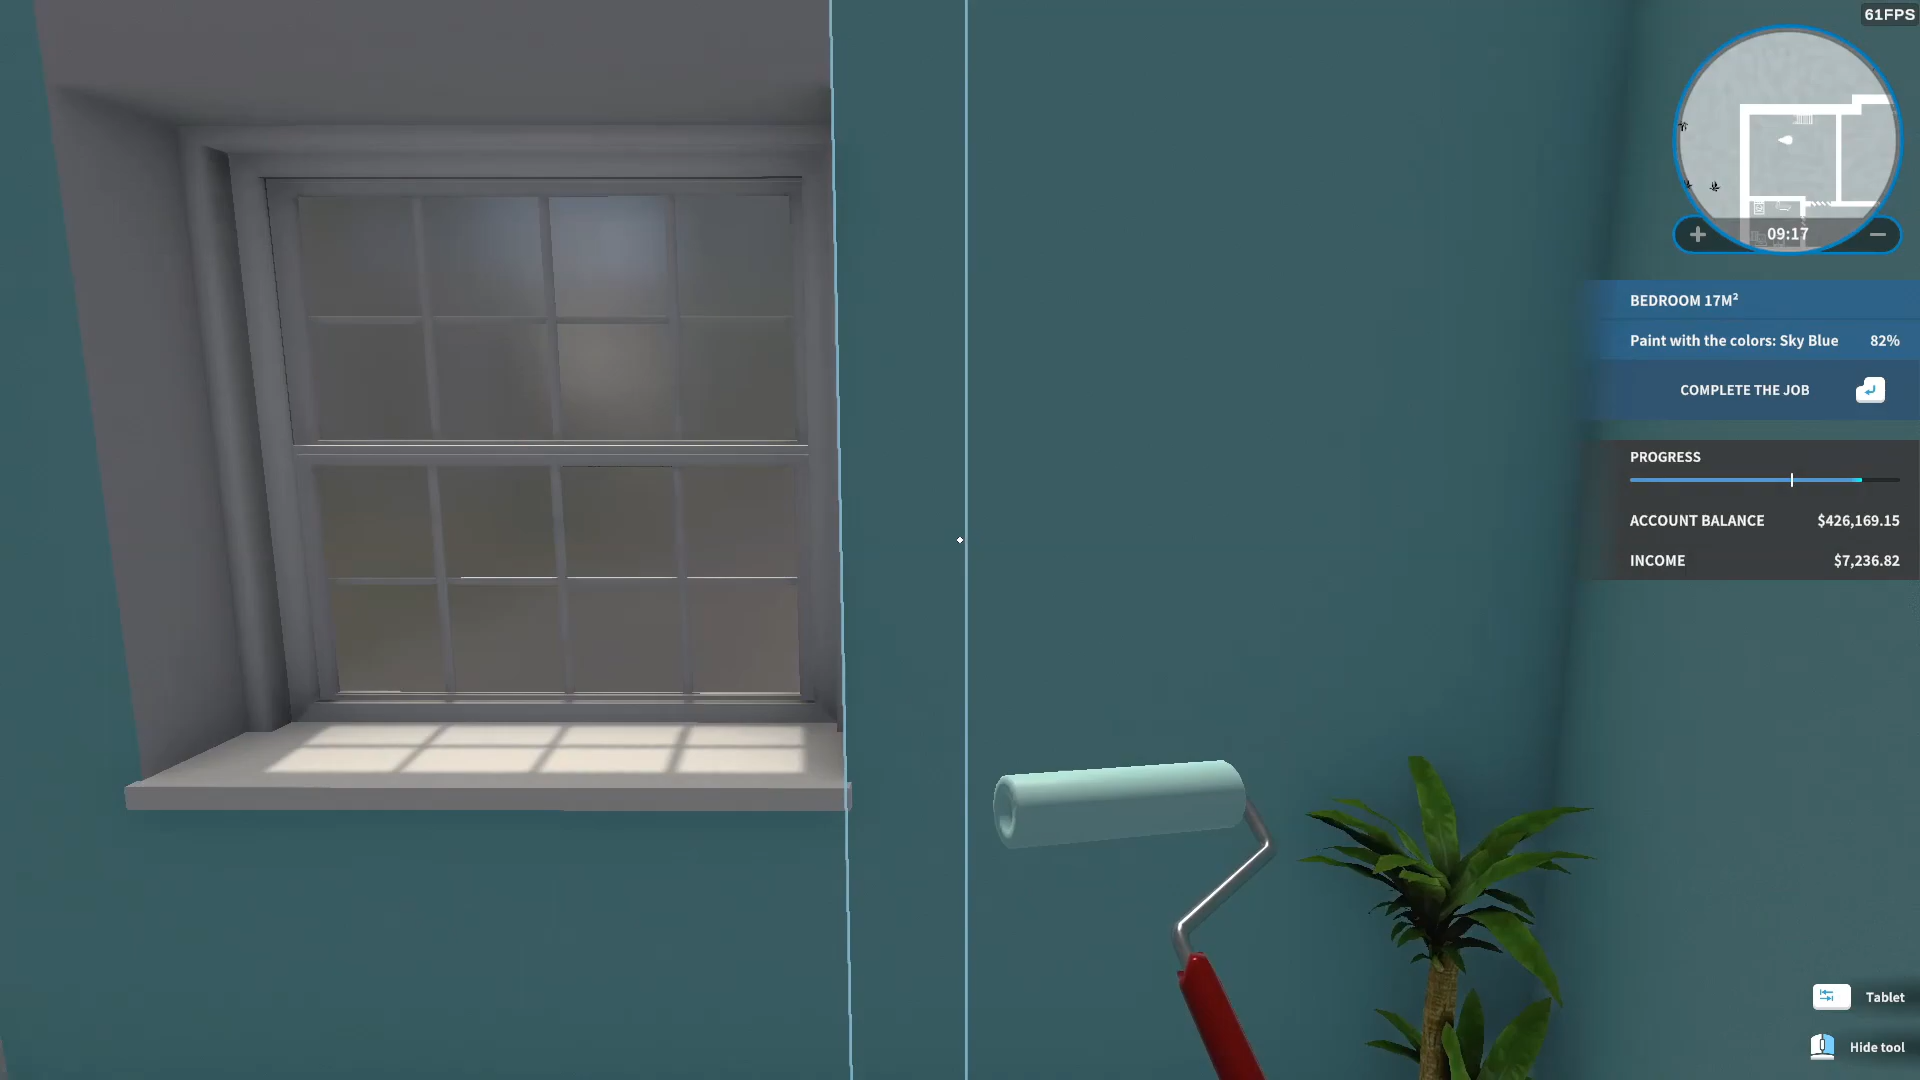 61FPS
09:17
BEDROOM 17M²
Paint with the colors: Sky Blue 82%
COMPLETE THE JOB
PROGRESS
ACCOUNT BALANCE $426,169.15
INCOME $7,236.82
Tablet
Hide tool